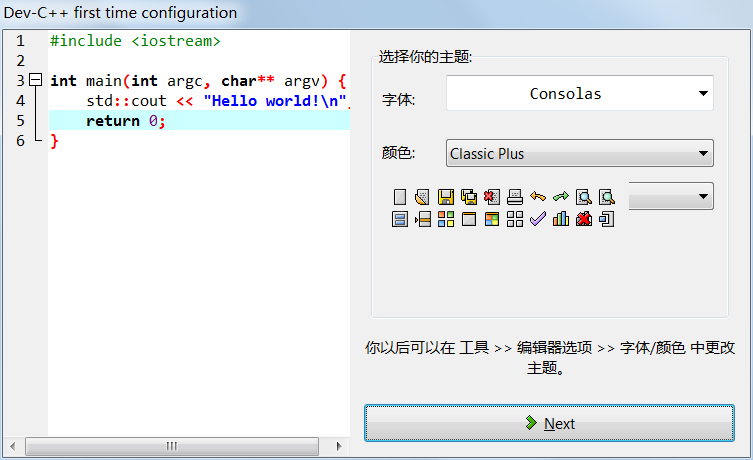 Dev-C++ first time configuration
1 #include <iostream>
2
3 int main(int argc, char** argv) {
4 std::cout << "Hello world!\n"
5 return 0;
6 }
选择你的主题:
字体: Consolas
颜色: Classic Plus
你以后可以在 工具 >> 编辑器选项 >> 字体/颜色 中更改
主题。
Next